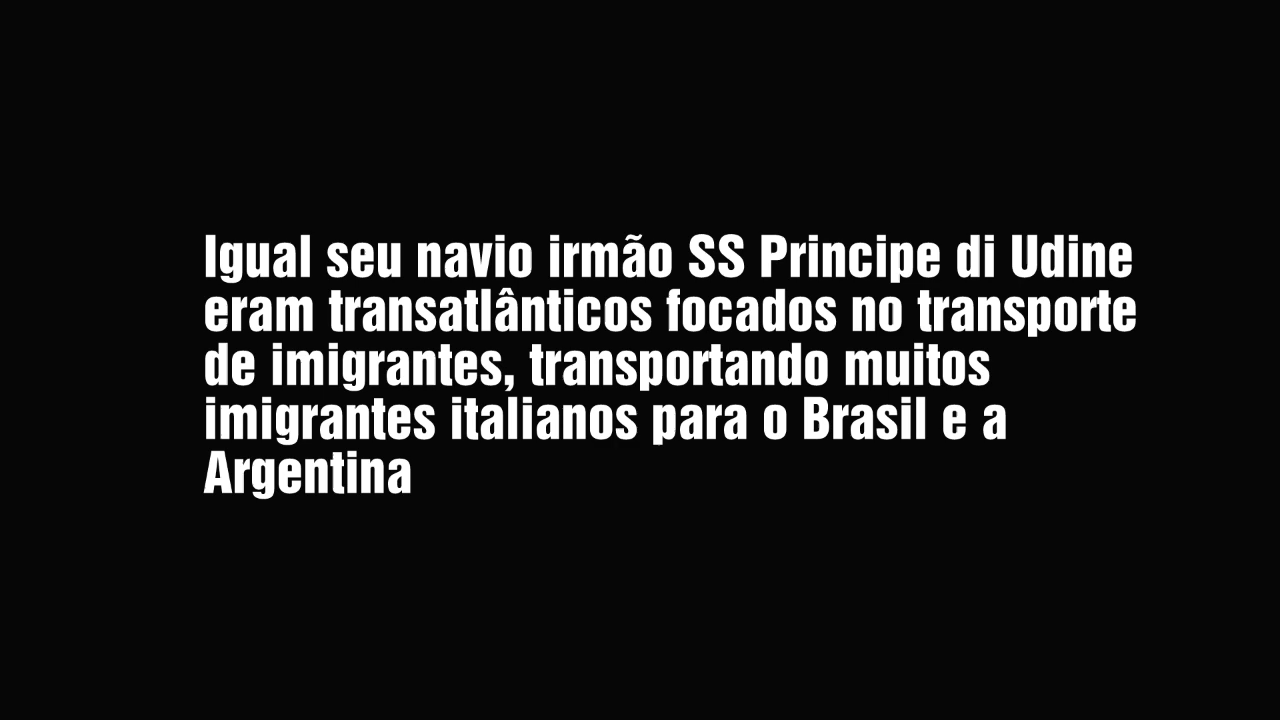 Igual seu navio irmão SS Principe di Udine
eram transatlânticos focados no transporte
de imigrantes, transportando muitos
imigrantes italianos para o Brasil e a
Argentina